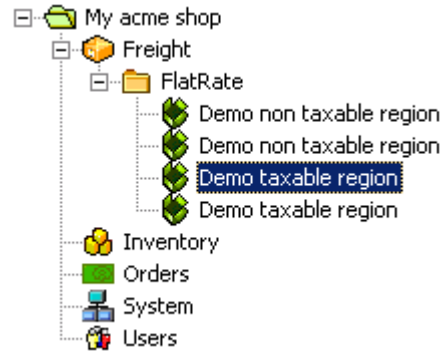 My acme shop
Freight
FlatRate
Demo non taxable region
Demo non taxable region
Demo taxable region
Demo taxable region
Inventory
Orders
System
Users